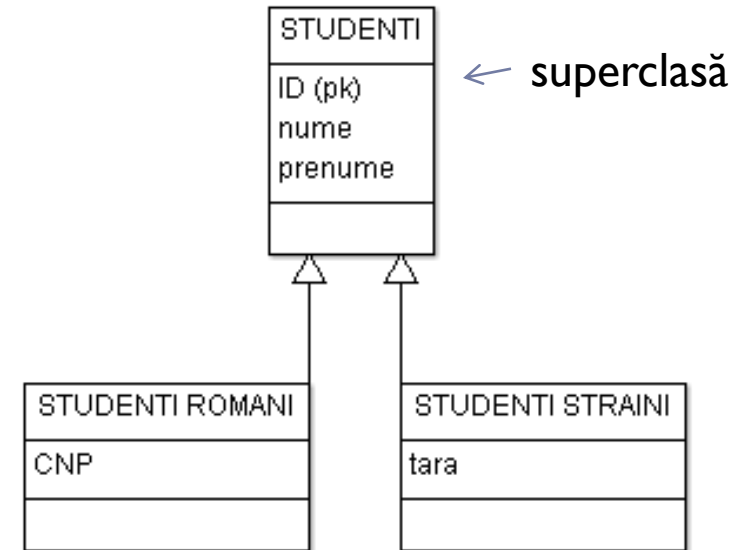 STUDENTI
superclasă
ID (pk)
nume
prenume
STUDENTI ROMANI
CNP
STUDENTI STRAINI
tara